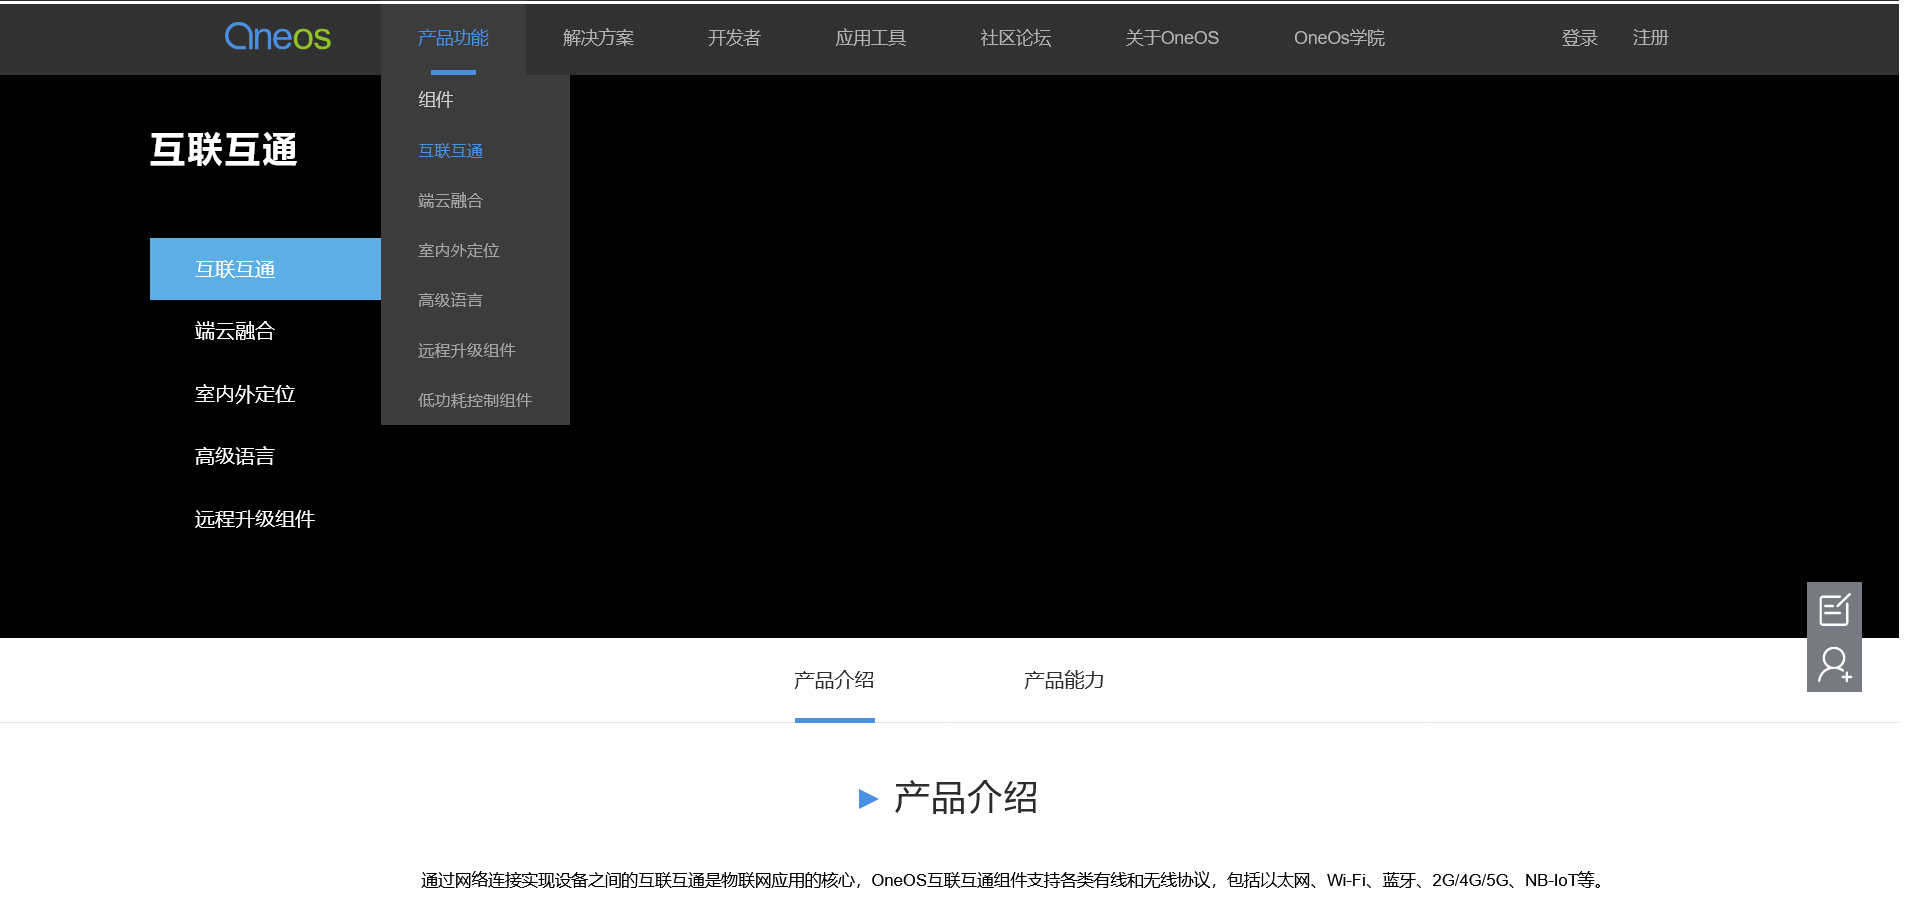 Oneos
产品功能
解决方案
开发者
应用工具
社区论坛
关于OneOS
OneOs学院
登录
注册
组件
互联互通
端云融合
室内外定位
高级语言
远程升级组件
低功耗控制组件
互联互通
互联互通
端云融合
室内外定位
高级语言
远程升级组件
产品介绍
产品能力
产品介绍
通过网络连接实现设备之间的互联互通是物联网应用的核心，OneOS互联互通组件支持各类有线和无线协议，包括以太网、Wi-Fi、蓝牙、2G/4G/5G、NB-IoT等。